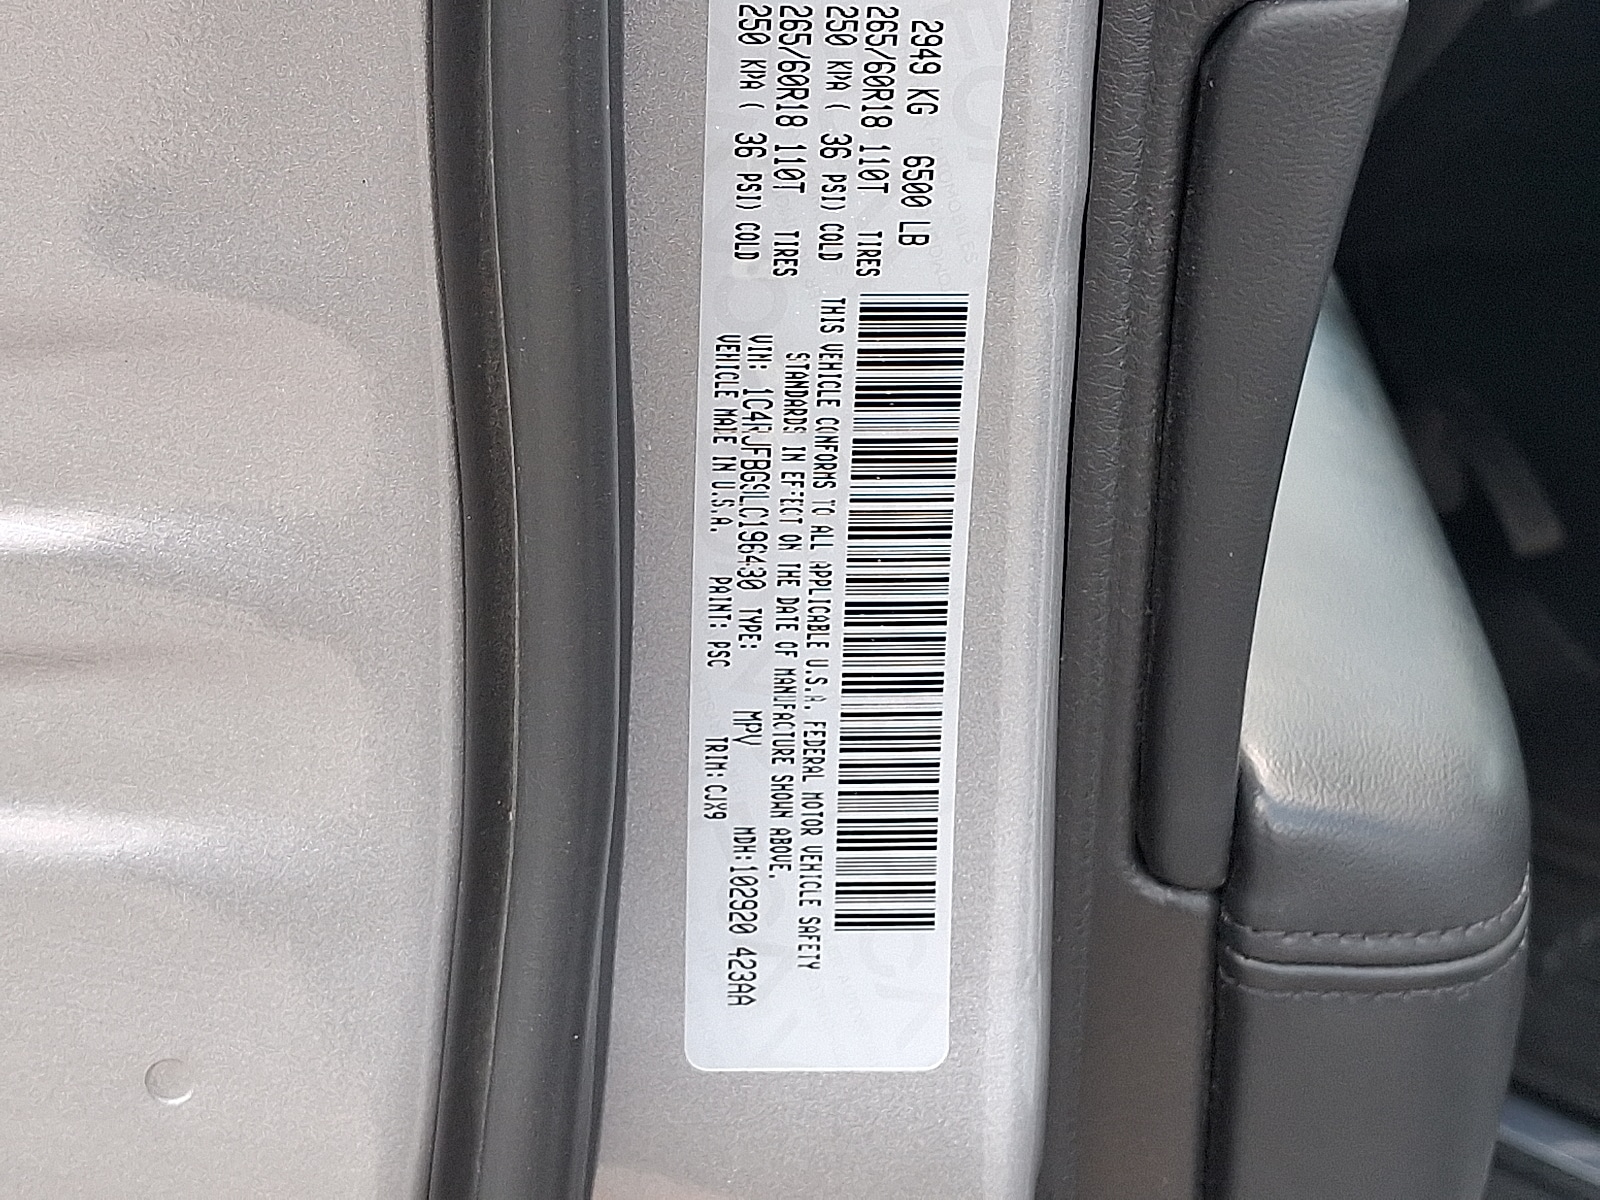 2949 KG 6500 LB
265/60R18 110T TIRES
250 KPA ( 36 PSI) COLD
265/60R18 110T TIRES
250 KPA ( 36 PSI) COLD
THIS VEHICLE CONFORMS TO ALL APPLICABLE U.S.A. FEDERAL MOTOR VEHICLE SAFETY
STANDARDS IN EFFECT ON THE DATE OF MANUFACTURE SHOWN ABOVE.
VIN: 1C4RJFBG9LC196430 TYPE: MPV MDH:102920 423AA
VEHICLE MADE IN U.S.A. PAINT: PSC TRIM:CJX9